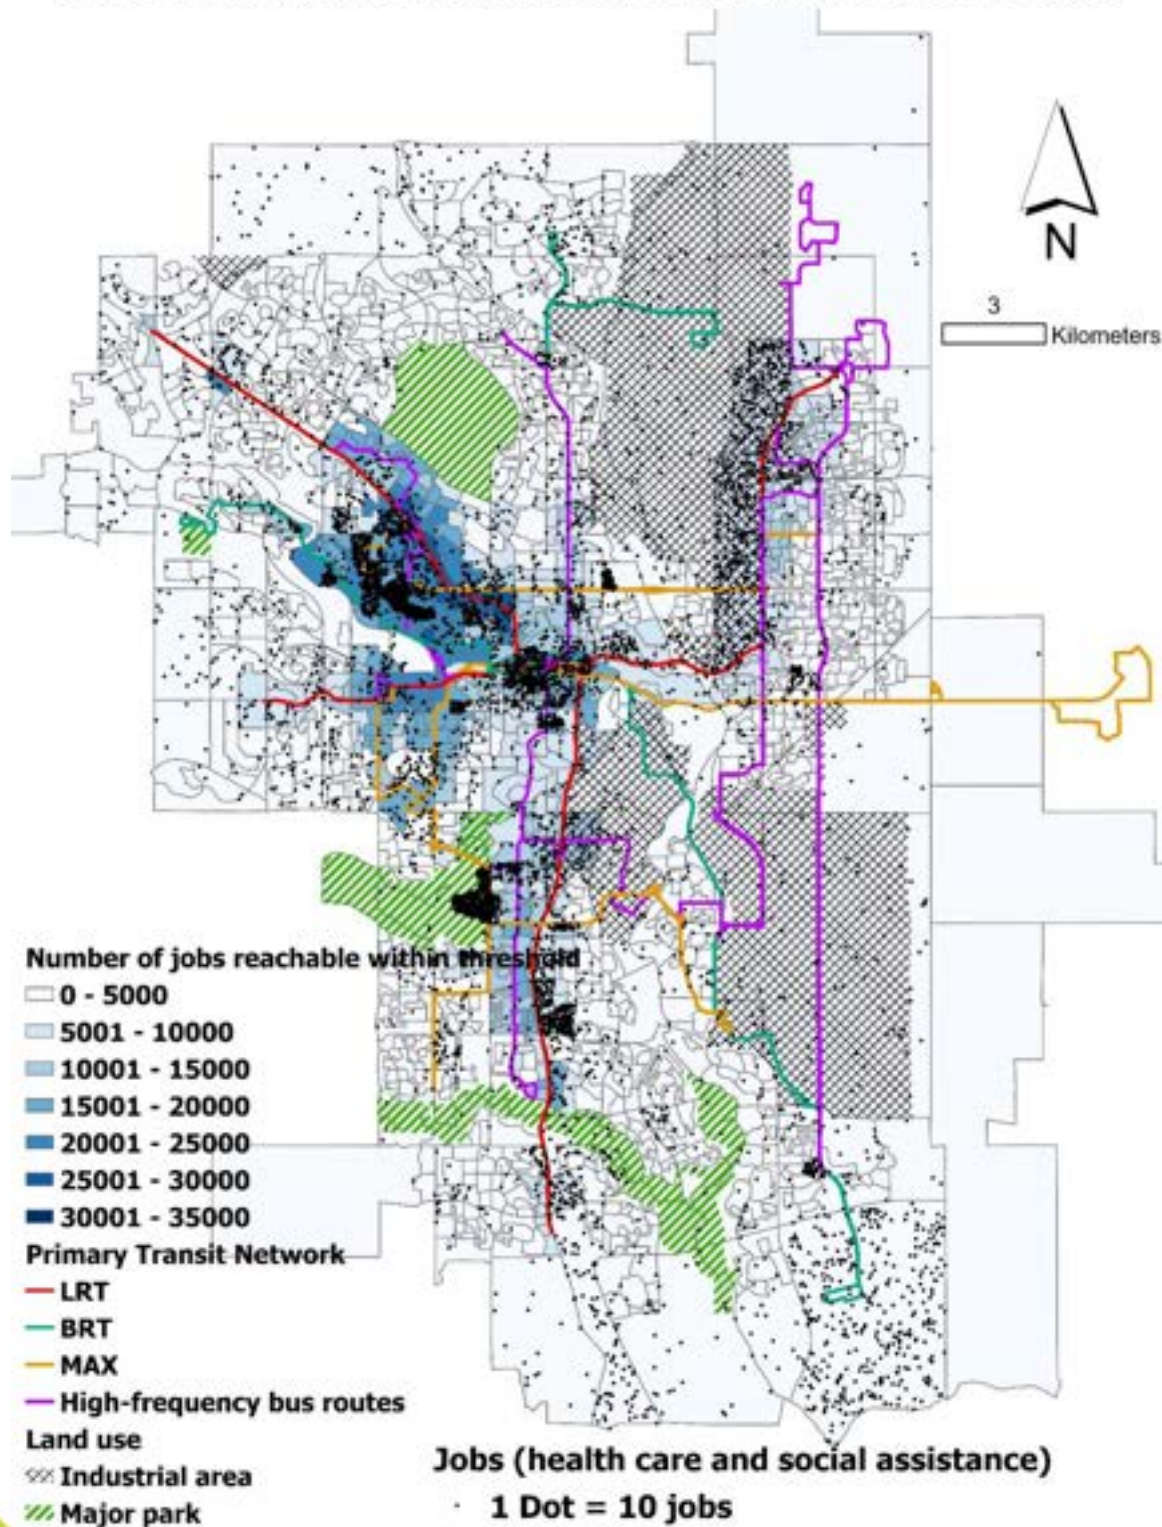 N
3
Kilometers
Number of jobs reachable within threshold
0 - 5000
5001 - 10000
10001 - 15000
15001 - 20000
20001 - 25000
25001 - 30000
30001 - 35000
Primary Transit Network
LRT
BRT
MAX
High-frequency bus routes
Land use
Industrial area
Major park
Jobs (health care and social assistance)
1 Dot = 10 jobs